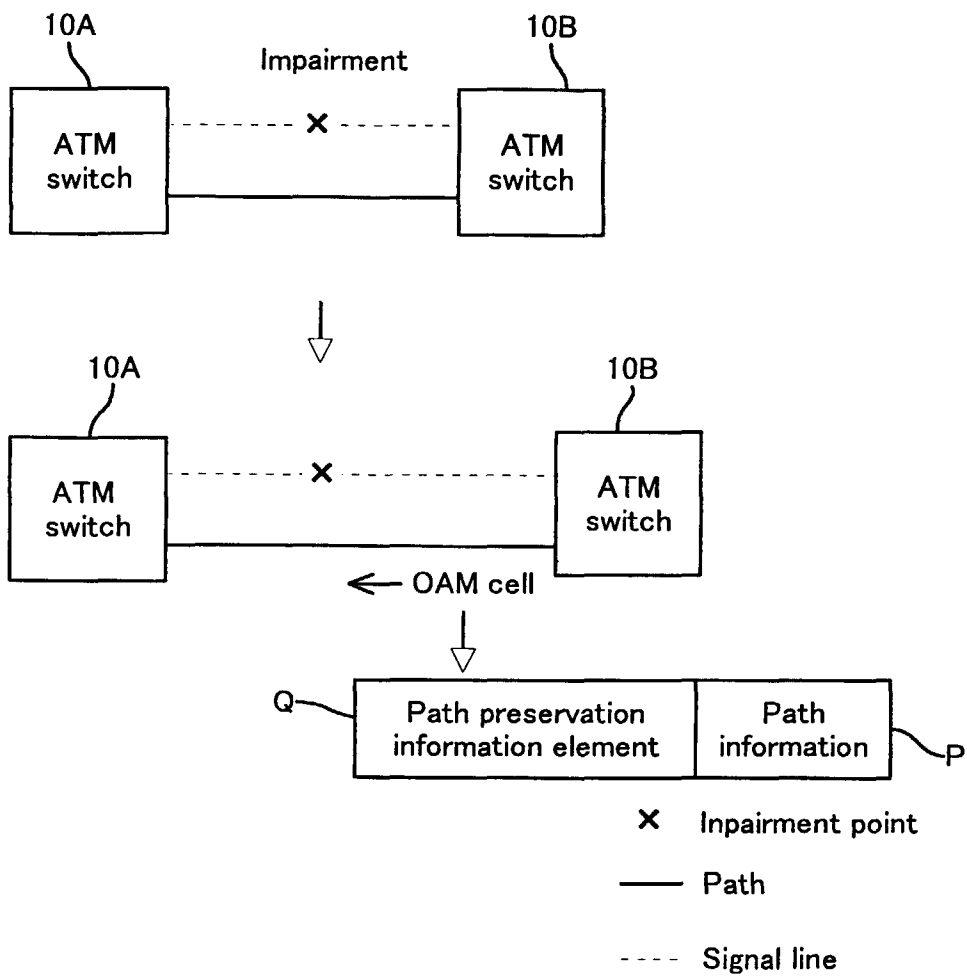 10A
10B
Impairment
ATM
switch
ATM
switch
10A
10B
ATM
switch
ATM
switch
OAM cell
Q
Path preservation
information element
Path
information
P
Inpairment point
Path
Signal line